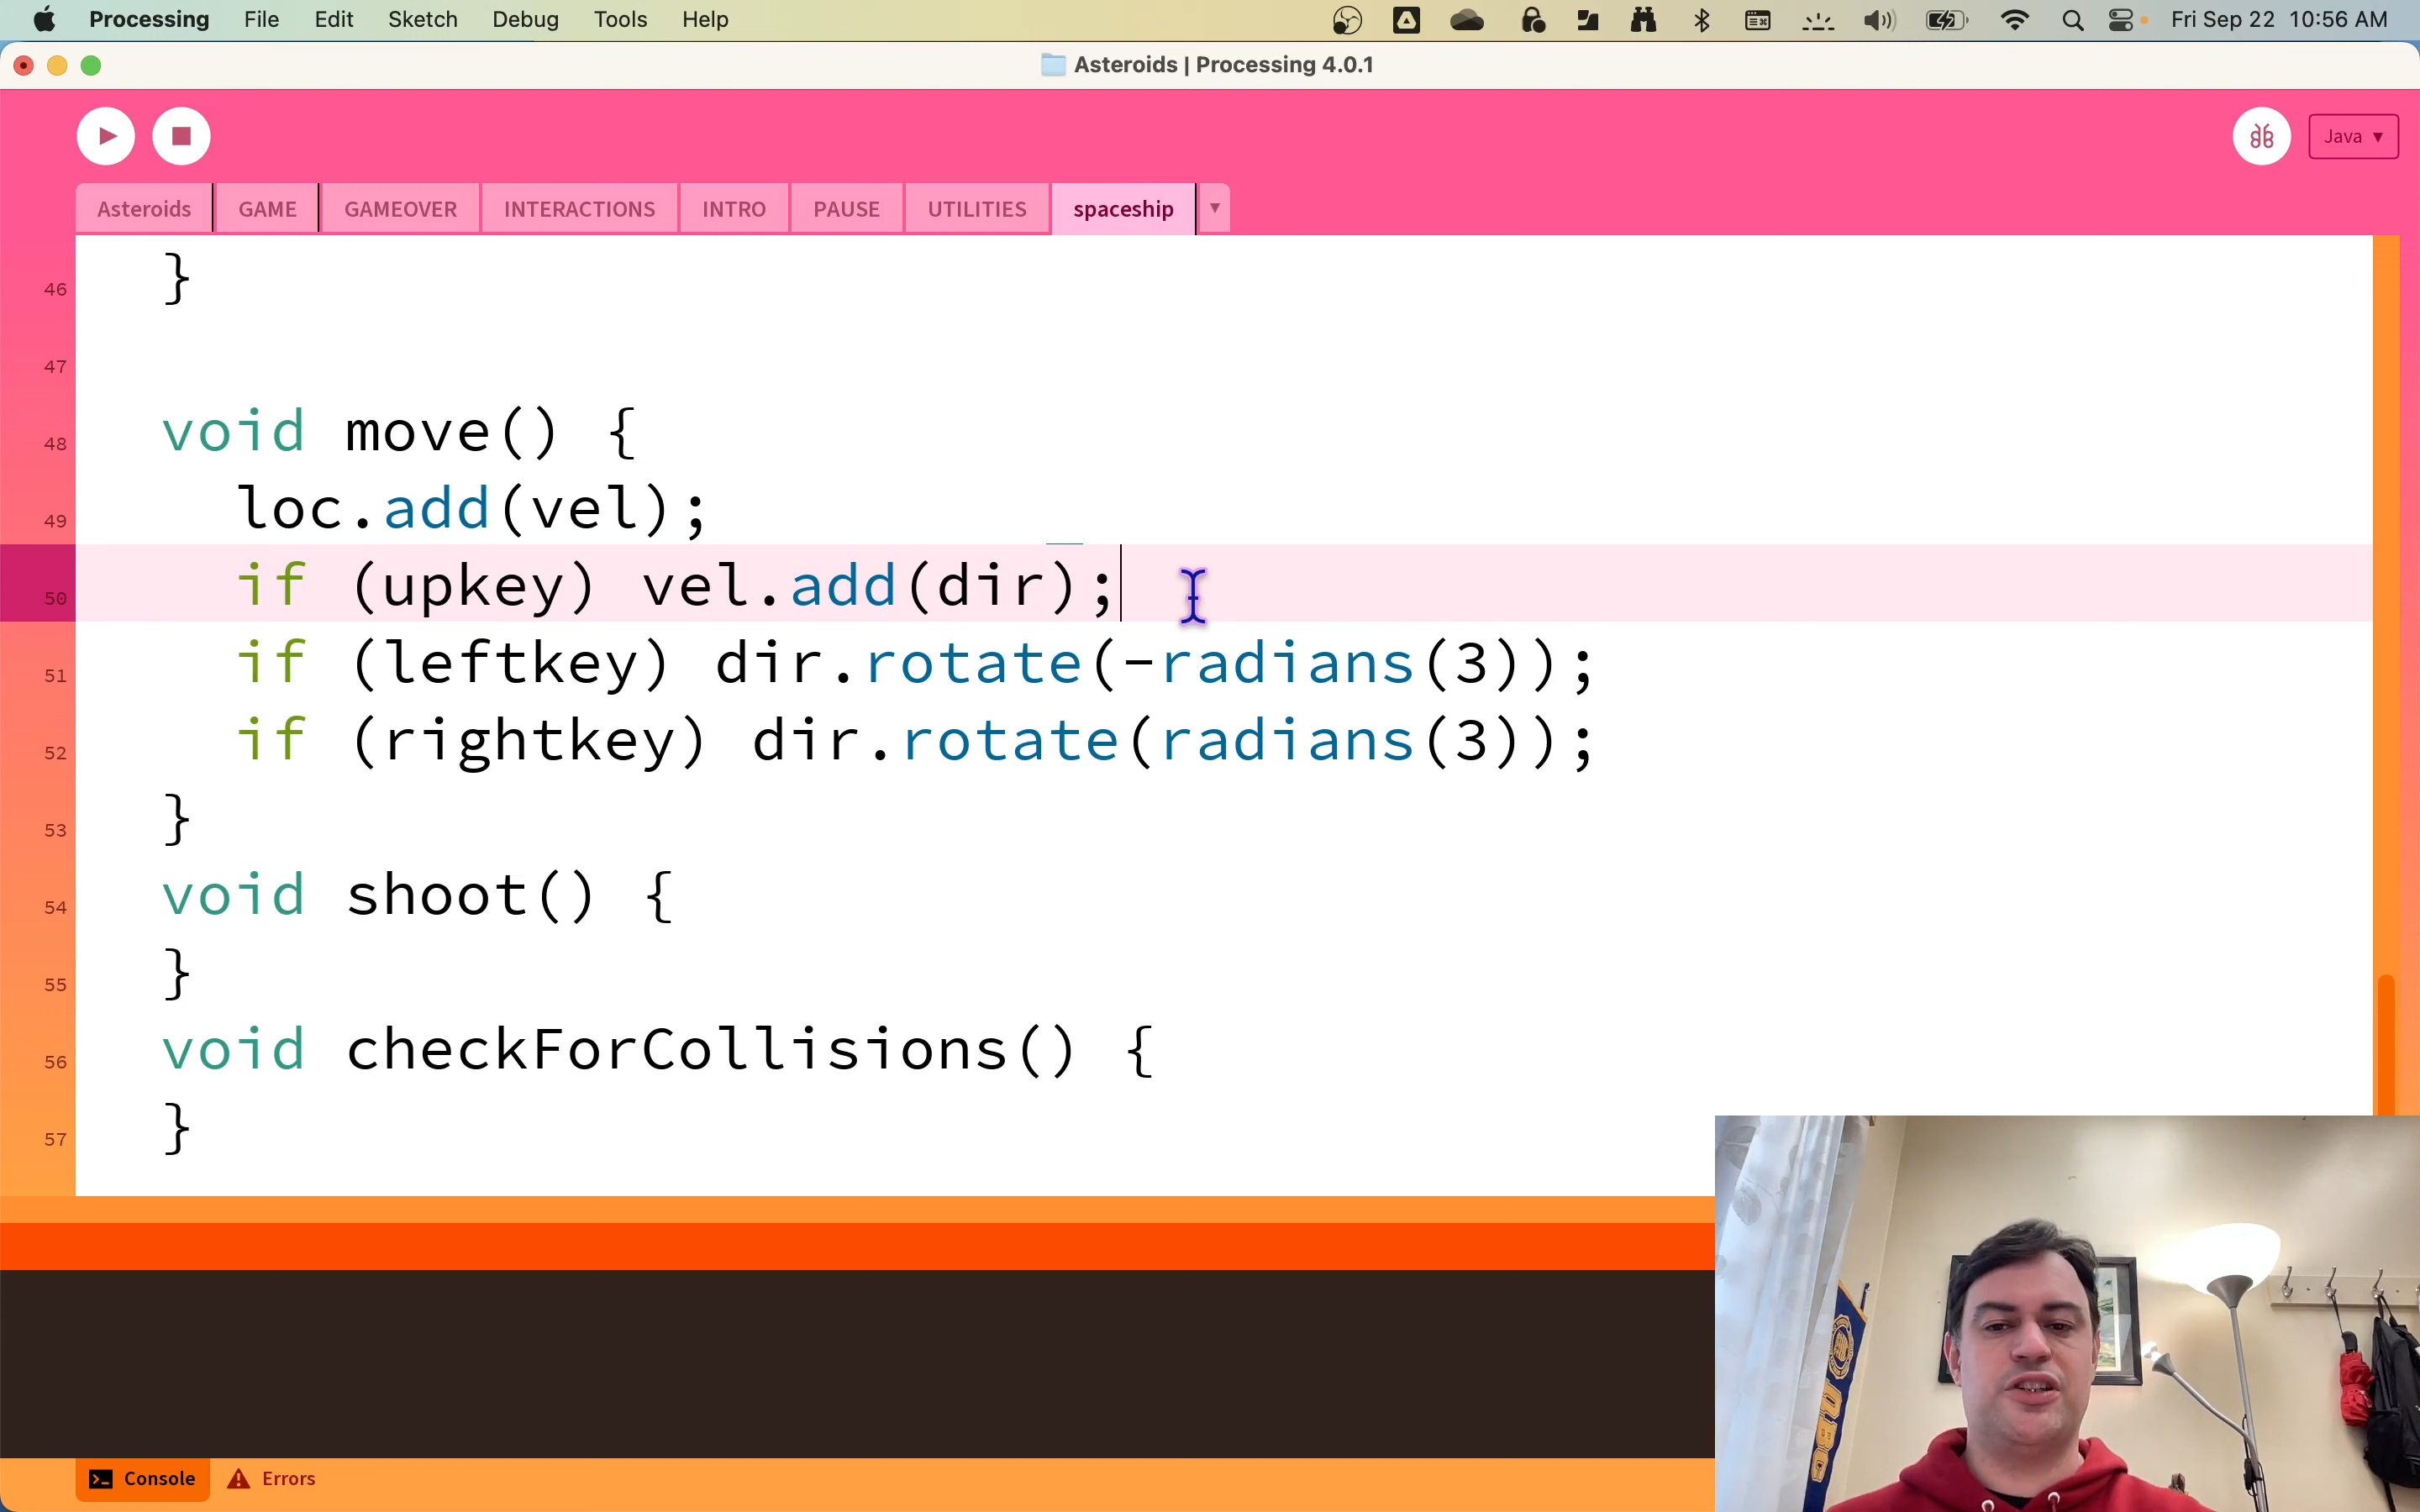 Processing File Edit Sketch Debug Tools Help Fri Sep 22 10:56 AM
Asteroids | Processing 4.0.1
Java ▼
Asteroids GAME GAMEOVER INTERACTIONS INTRO PAUSE UTILITIES spaceship ▼
46 }
47
48 void move() {
49 loc.add(vel);
50 if (upkey) vel.add(dir);
51 if (leftkey) dir.rotate(-radians(3));
52 if (rightkey) dir.rotate(radians(3));
53 }
54 void shoot() {
55 }
56 void checkForCollisions() {
57 }
Console Errors